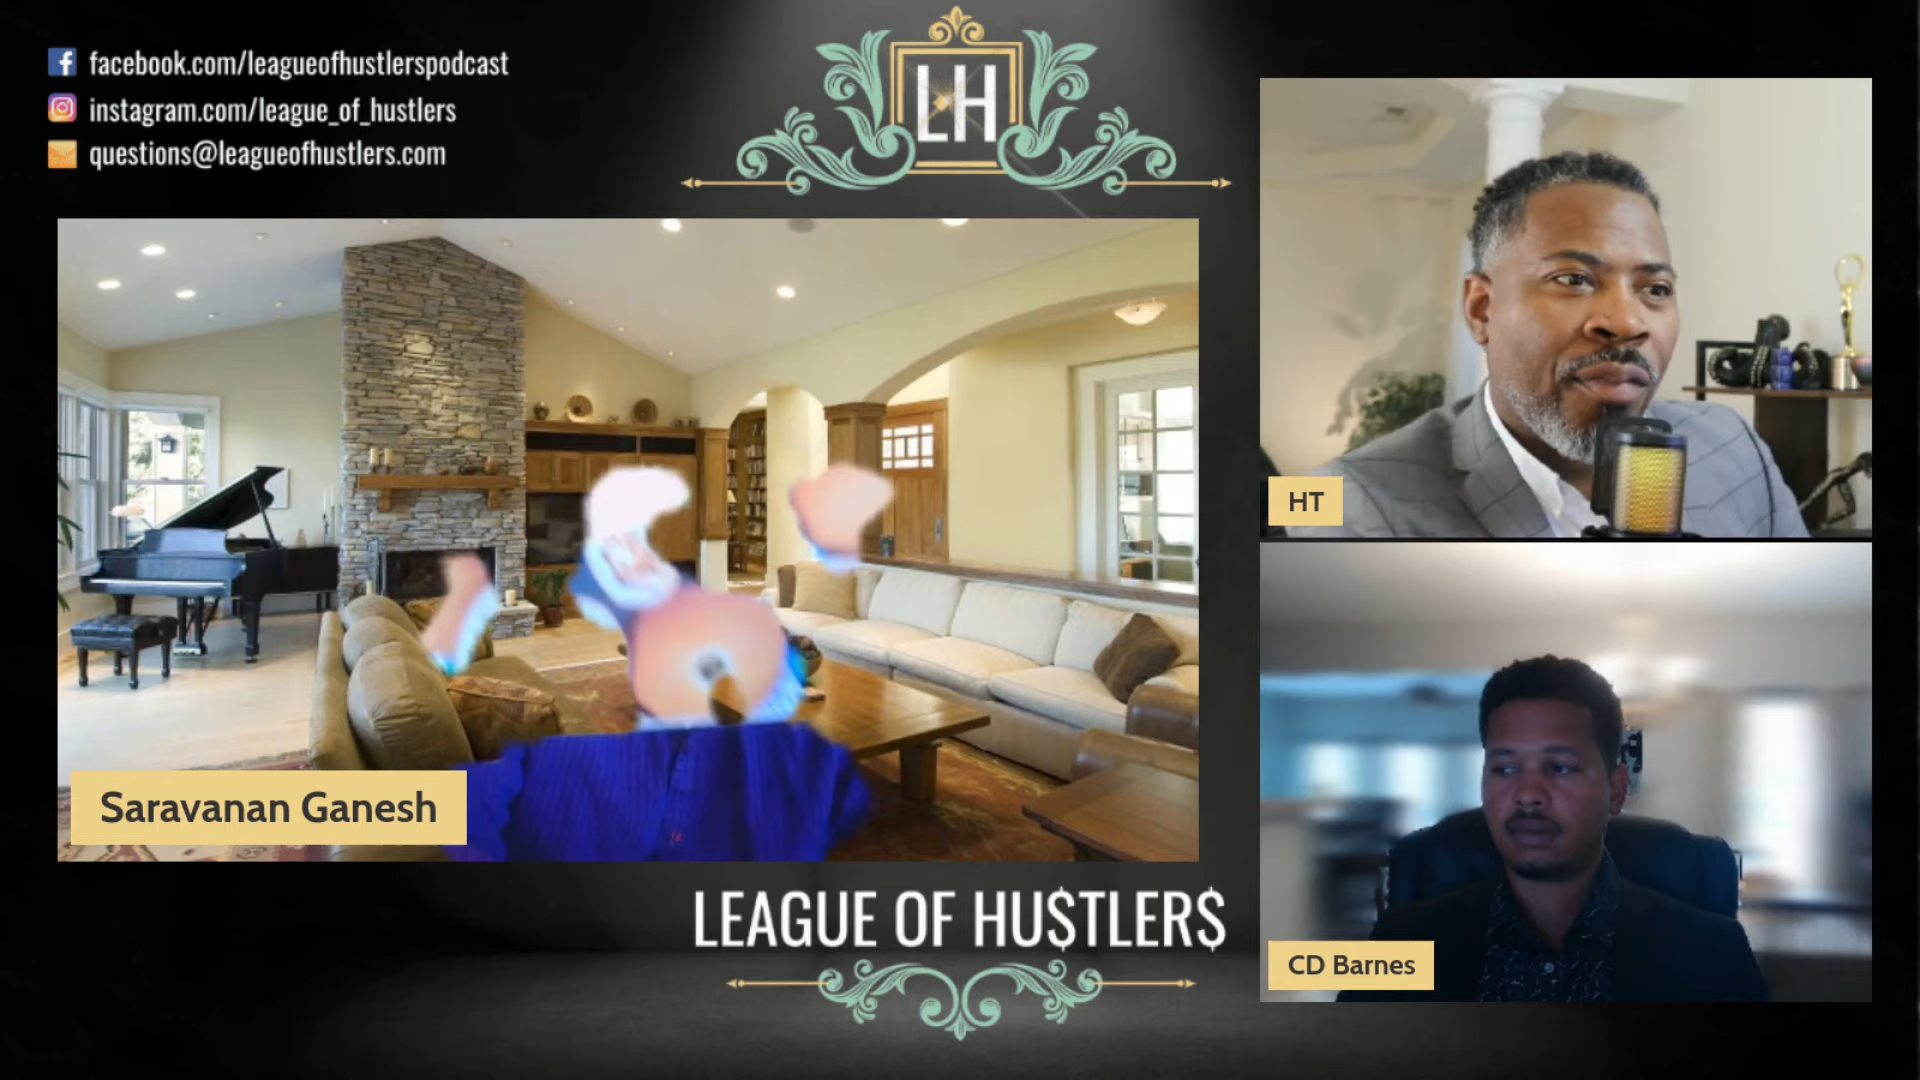 facebook.com/leagueofhustlerspodcast
instagram.com/league_of_hustlers
questions@leagueofhustlers.com
LH
HT
Saravanan Ganesh
LEAGUE OF HU$TLER$
CD Barnes